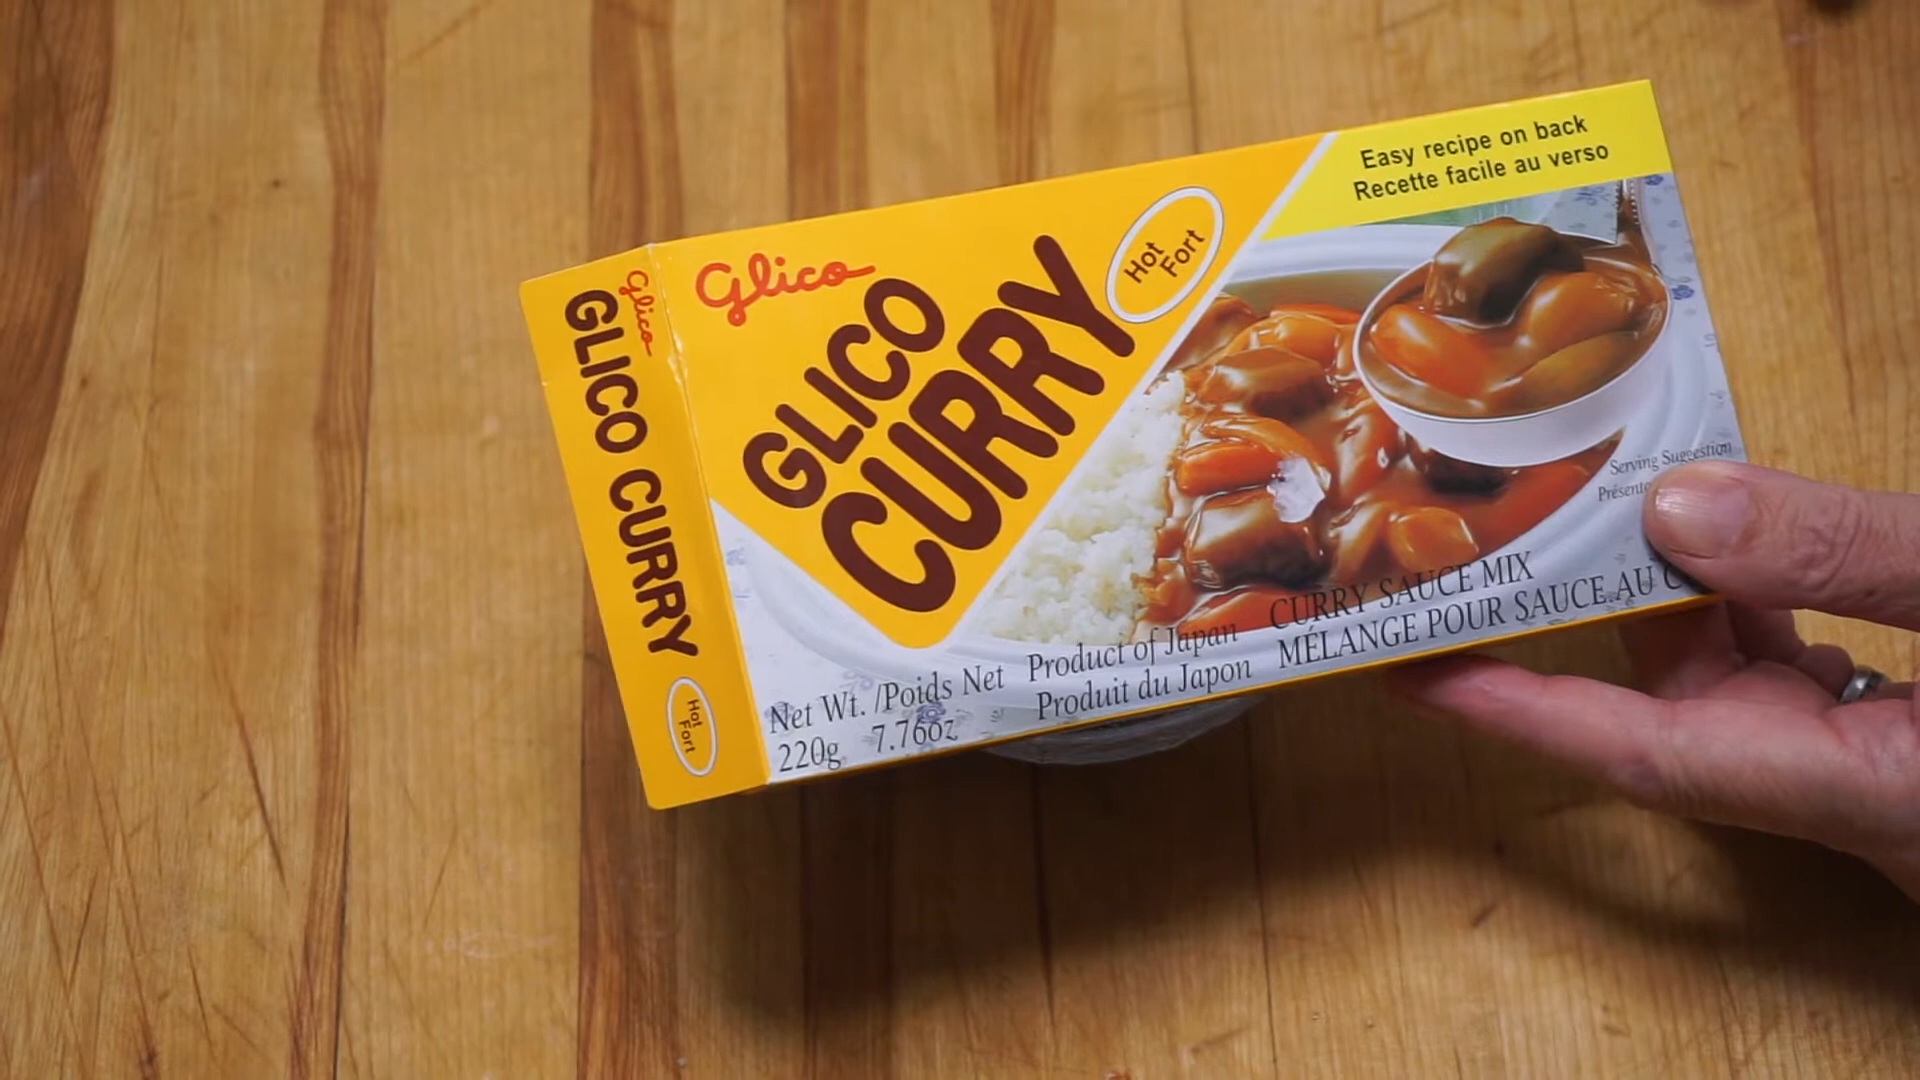 Glico
GLICO CURRY
Hot
Fort
Glico
GLICO
CURRY
Hot
Fort
Easy recipe on back
Recette facile au verso
Serving Suggestion
CURRY SAUCE MIX
MÉLANGE POUR SAUCE AU
Product of Japan
Produit du Japon
Net Wt. /Poids Net
220g 7.76oz